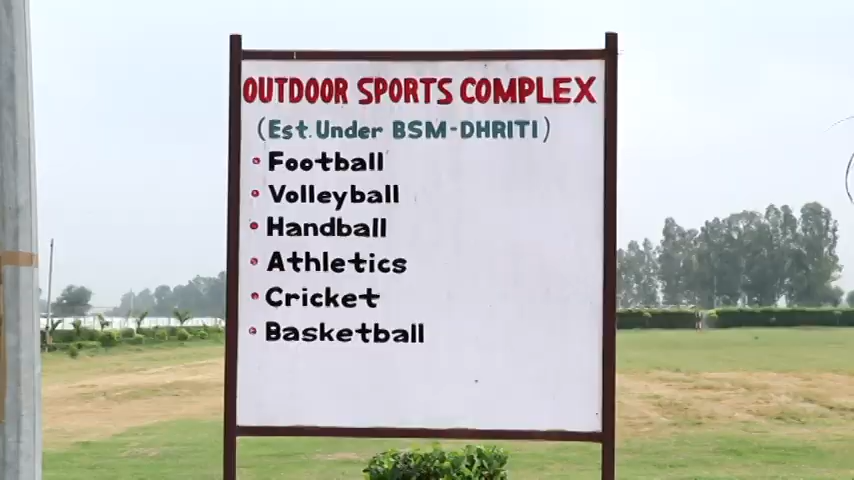 OUTDOOR SPORTS COMPLEX
(Est. Under BSM-DHRITI)
• Football
• Volleyball
• Handball
• Athletics
• Cricket
• Basketball